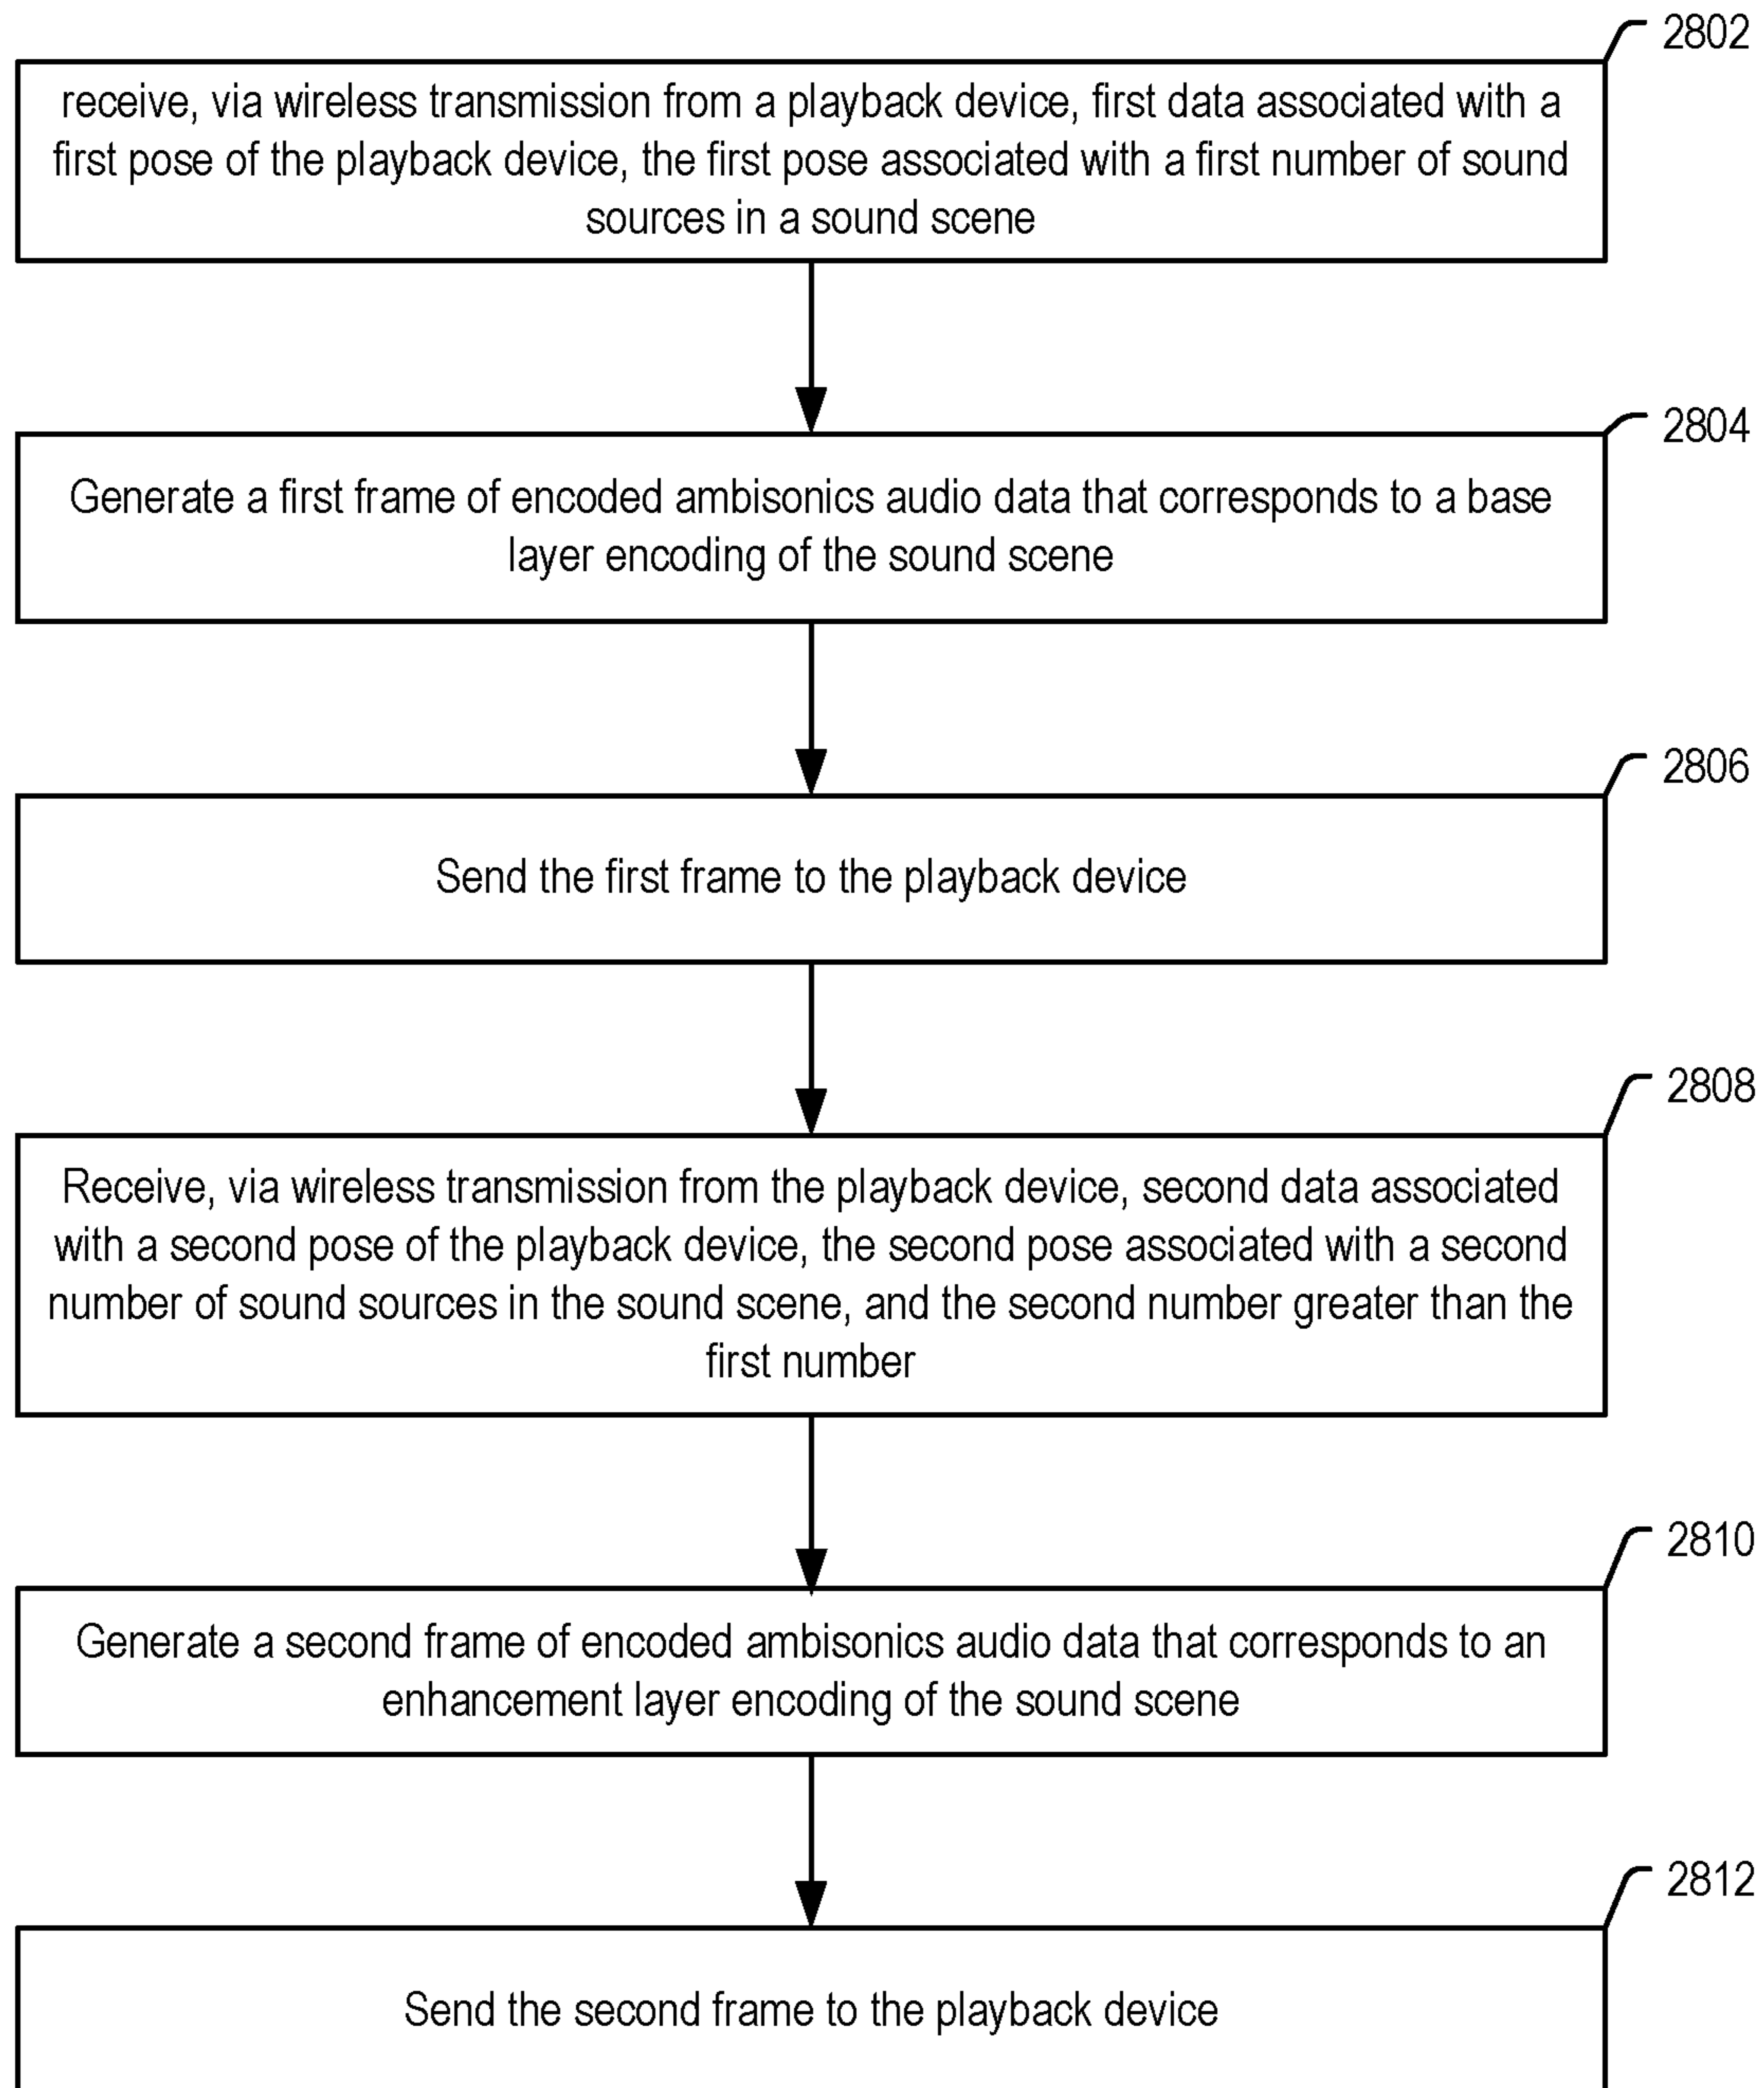 2802
receive, via wireless transmission from a playback device, first data associated with a
first pose of the playback device, the first pose associated with a first number of sound
sources in a sound scene
2804
Generate a first frame of encoded ambisonics audio data that corresponds to a base
layer encoding of the sound scene
2806
Send the first frame to the playback device
2808
Receive, via wireless transmission from the playback device, second data associated
with a second pose of the playback device, the second pose associated with a second
number of sound sources in the sound scene, and the second number greater than the
first number
2810
Generate a second frame of encoded ambisonics audio data that corresponds to an
enhancement layer encoding of the sound scene
2812
Send the second frame to the playback device